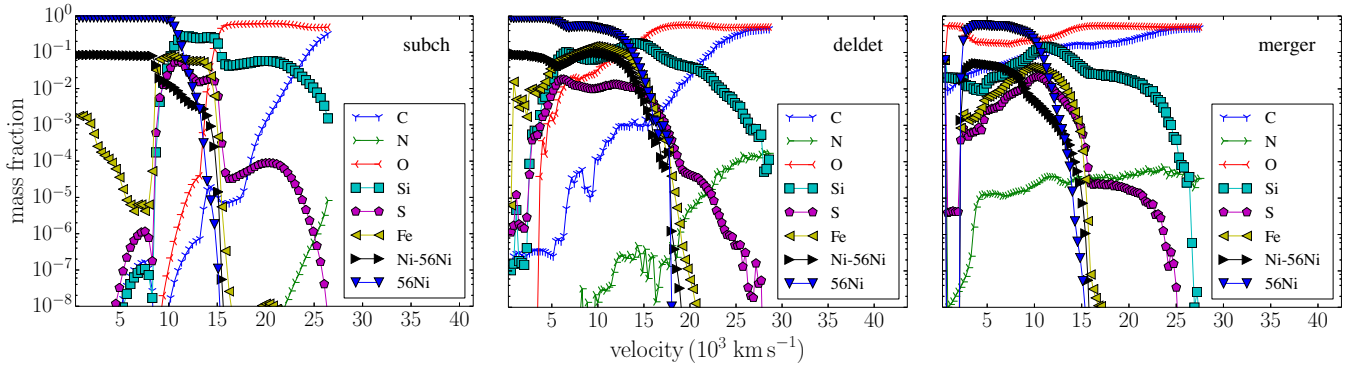 10⁰
10⁻¹
10⁻²
10⁻³
10⁻⁴
10⁻⁵
10⁻⁶
10⁻⁷
10⁻⁸
mass fraction
subch
C
N
O
Si
S
Fe
Ni-56Ni
56Ni
5 10 15 20 25 30 35 40
deldet
C
N
O
Si
S
Fe
Ni-56Ni
56Ni
5 10 15 20 25 30 35 40
merger
C
N
O
Si
S
Fe
Ni-56Ni
56Ni
5 10 15 20 25 30 35 40
velocity (10³ km s⁻¹)